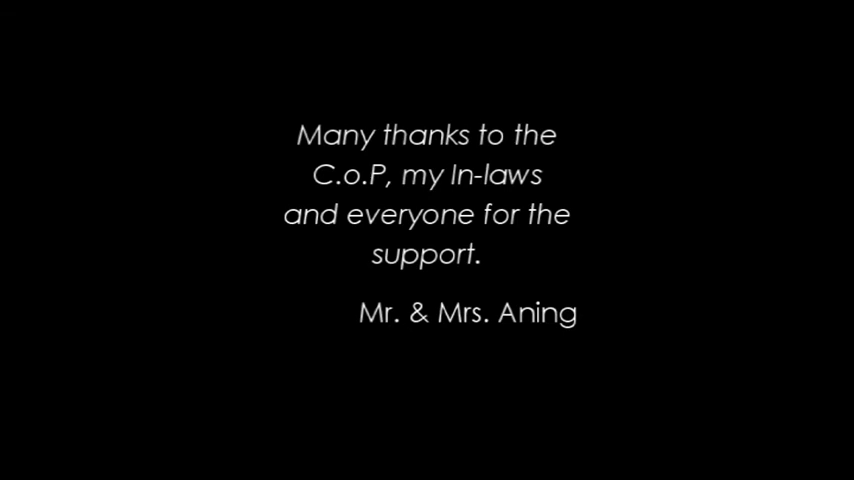 Many thanks to the
C.o.P, my In-laws
and everyone for the
support.
Mr. & Mrs. Aning